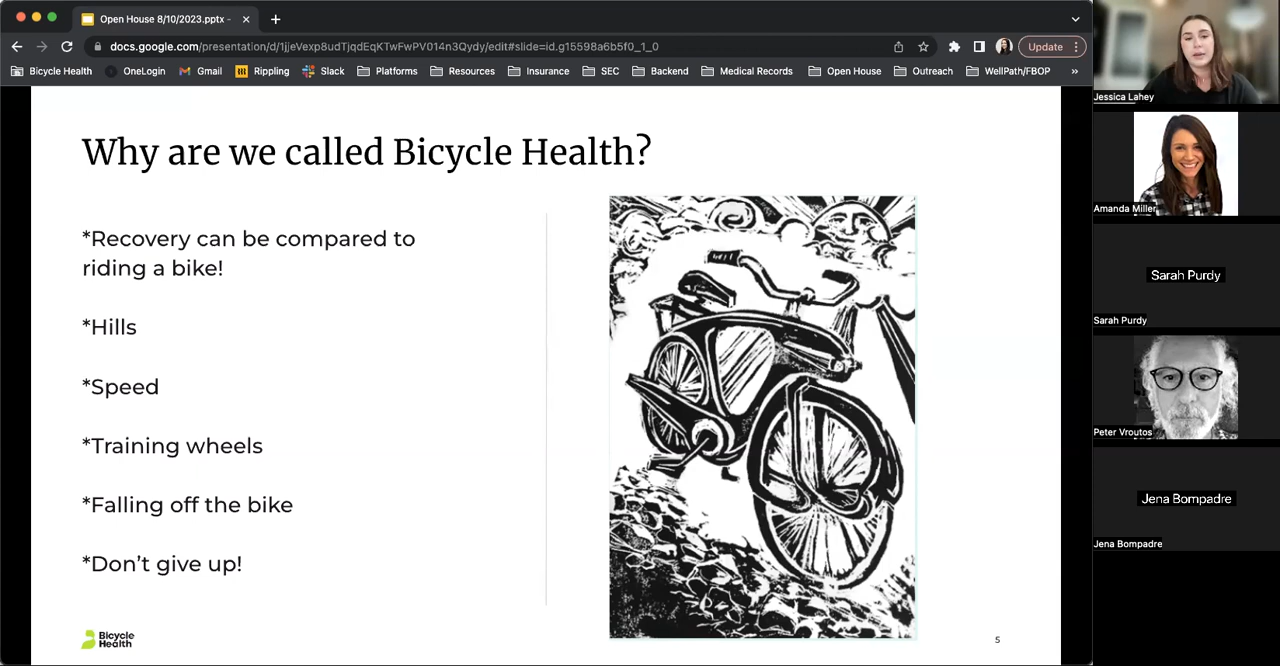 Open House 8/10/2023.pptx -
docs.google.com/presentation/d/1jjeVexp8udTjqdEqKTwFwPV014n3Qydy/edit#slide=id.g15598a6b5f0_1_0
Update
Bicycle Health
OneLogin
Gmail
Rippling
Slack
Platforms
Resources
Insurance
SEC
Backend
Medical Records
Open House
Outreach
WellPath/FBOP
»
Why are we called Bicycle Health?
*Recovery can be compared to
riding a bike!
*Hills
*Speed
*Training wheels
*Falling off the bike
*Don't give up!
Bicycle
Health
5
Jessica Lahey
Amanda Miller
Sarah Purdy
Sarah Purdy
Peter Vroutos
Jena Bompadre
Jena Bompadre